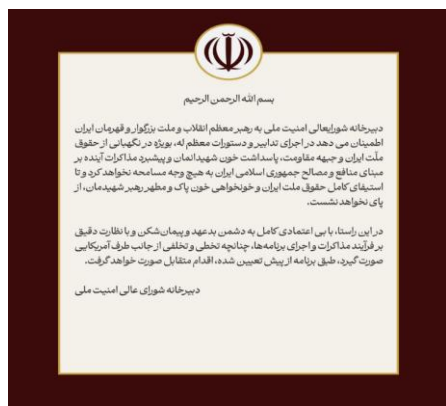 بسم الله الرحمن الرحیم
دبیرخانه شورایعالی امنیت ملی به رهبر معظم انقلاب و ملت بزرگوار و قهرمان ایران
اطمینان می دهد در اجرای تدابیر و دستورات معظم له، بویژه در نگهبانی از حقوق
ملّت ایران و جبهه مقاومت، پاسداشت خون شهیدانمان و پیشبرد مذاکرات آینده بر
مبنای منافع و مصالح جمهوری اسلامی ایران به هیچ وجه مسامحه نخواهد کرد و تا
استیفای کامل حقوق ملت ایران و خونخواهی خون پاک و مطهر رهبر شهیدمان، از
پای نخواهد نشست.
در این راستا، با بی اعتمادی کامل به دشمن بدعهد و پیمان‌شکن و با نظارت دقیق
بر فرآیند مذاکرات و اجرای برنامه‌ها، چنانچه تخطی و تخلفی از جانب طرف آمریکایی
صورت گیرد، طبق برنامه از پیش تعیین شده، اقدام متقابل صورت خواهد گرفت.
دبیرخانه شورای عالی امنیت ملی